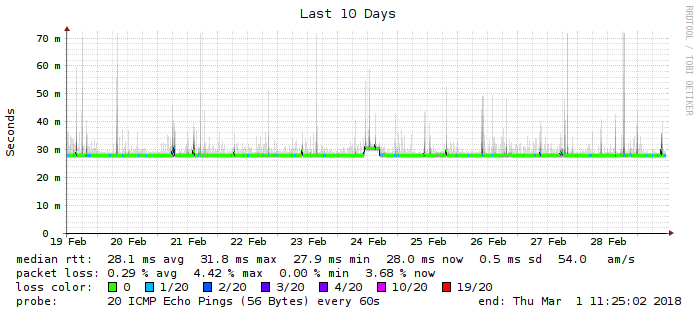 Last 10 Days
RRDTOOL / TOBI OETIKER
Seconds
70 m
60 m
50 m
40 m
30 m
20 m
10 m
0
19 Feb 20 Feb 21 Feb 22 Feb 23 Feb 24 Feb 25 Feb 26 Feb 27 Feb 28 Feb
median rtt: 28.1 ms avg 31.8 ms max 27.9 ms min 28.0 ms now 0.5 ms sd 54.0 am/s
packet loss: 0.29 % avg 4.42 % max 0.00 % min 3.68 % now
loss color: 0 1/20 2/20 3/20 4/20 10/20 19/20
probe: 20 ICMP Echo Pings (56 Bytes) every 60s end: Thu Mar 1 11:25:02 2018